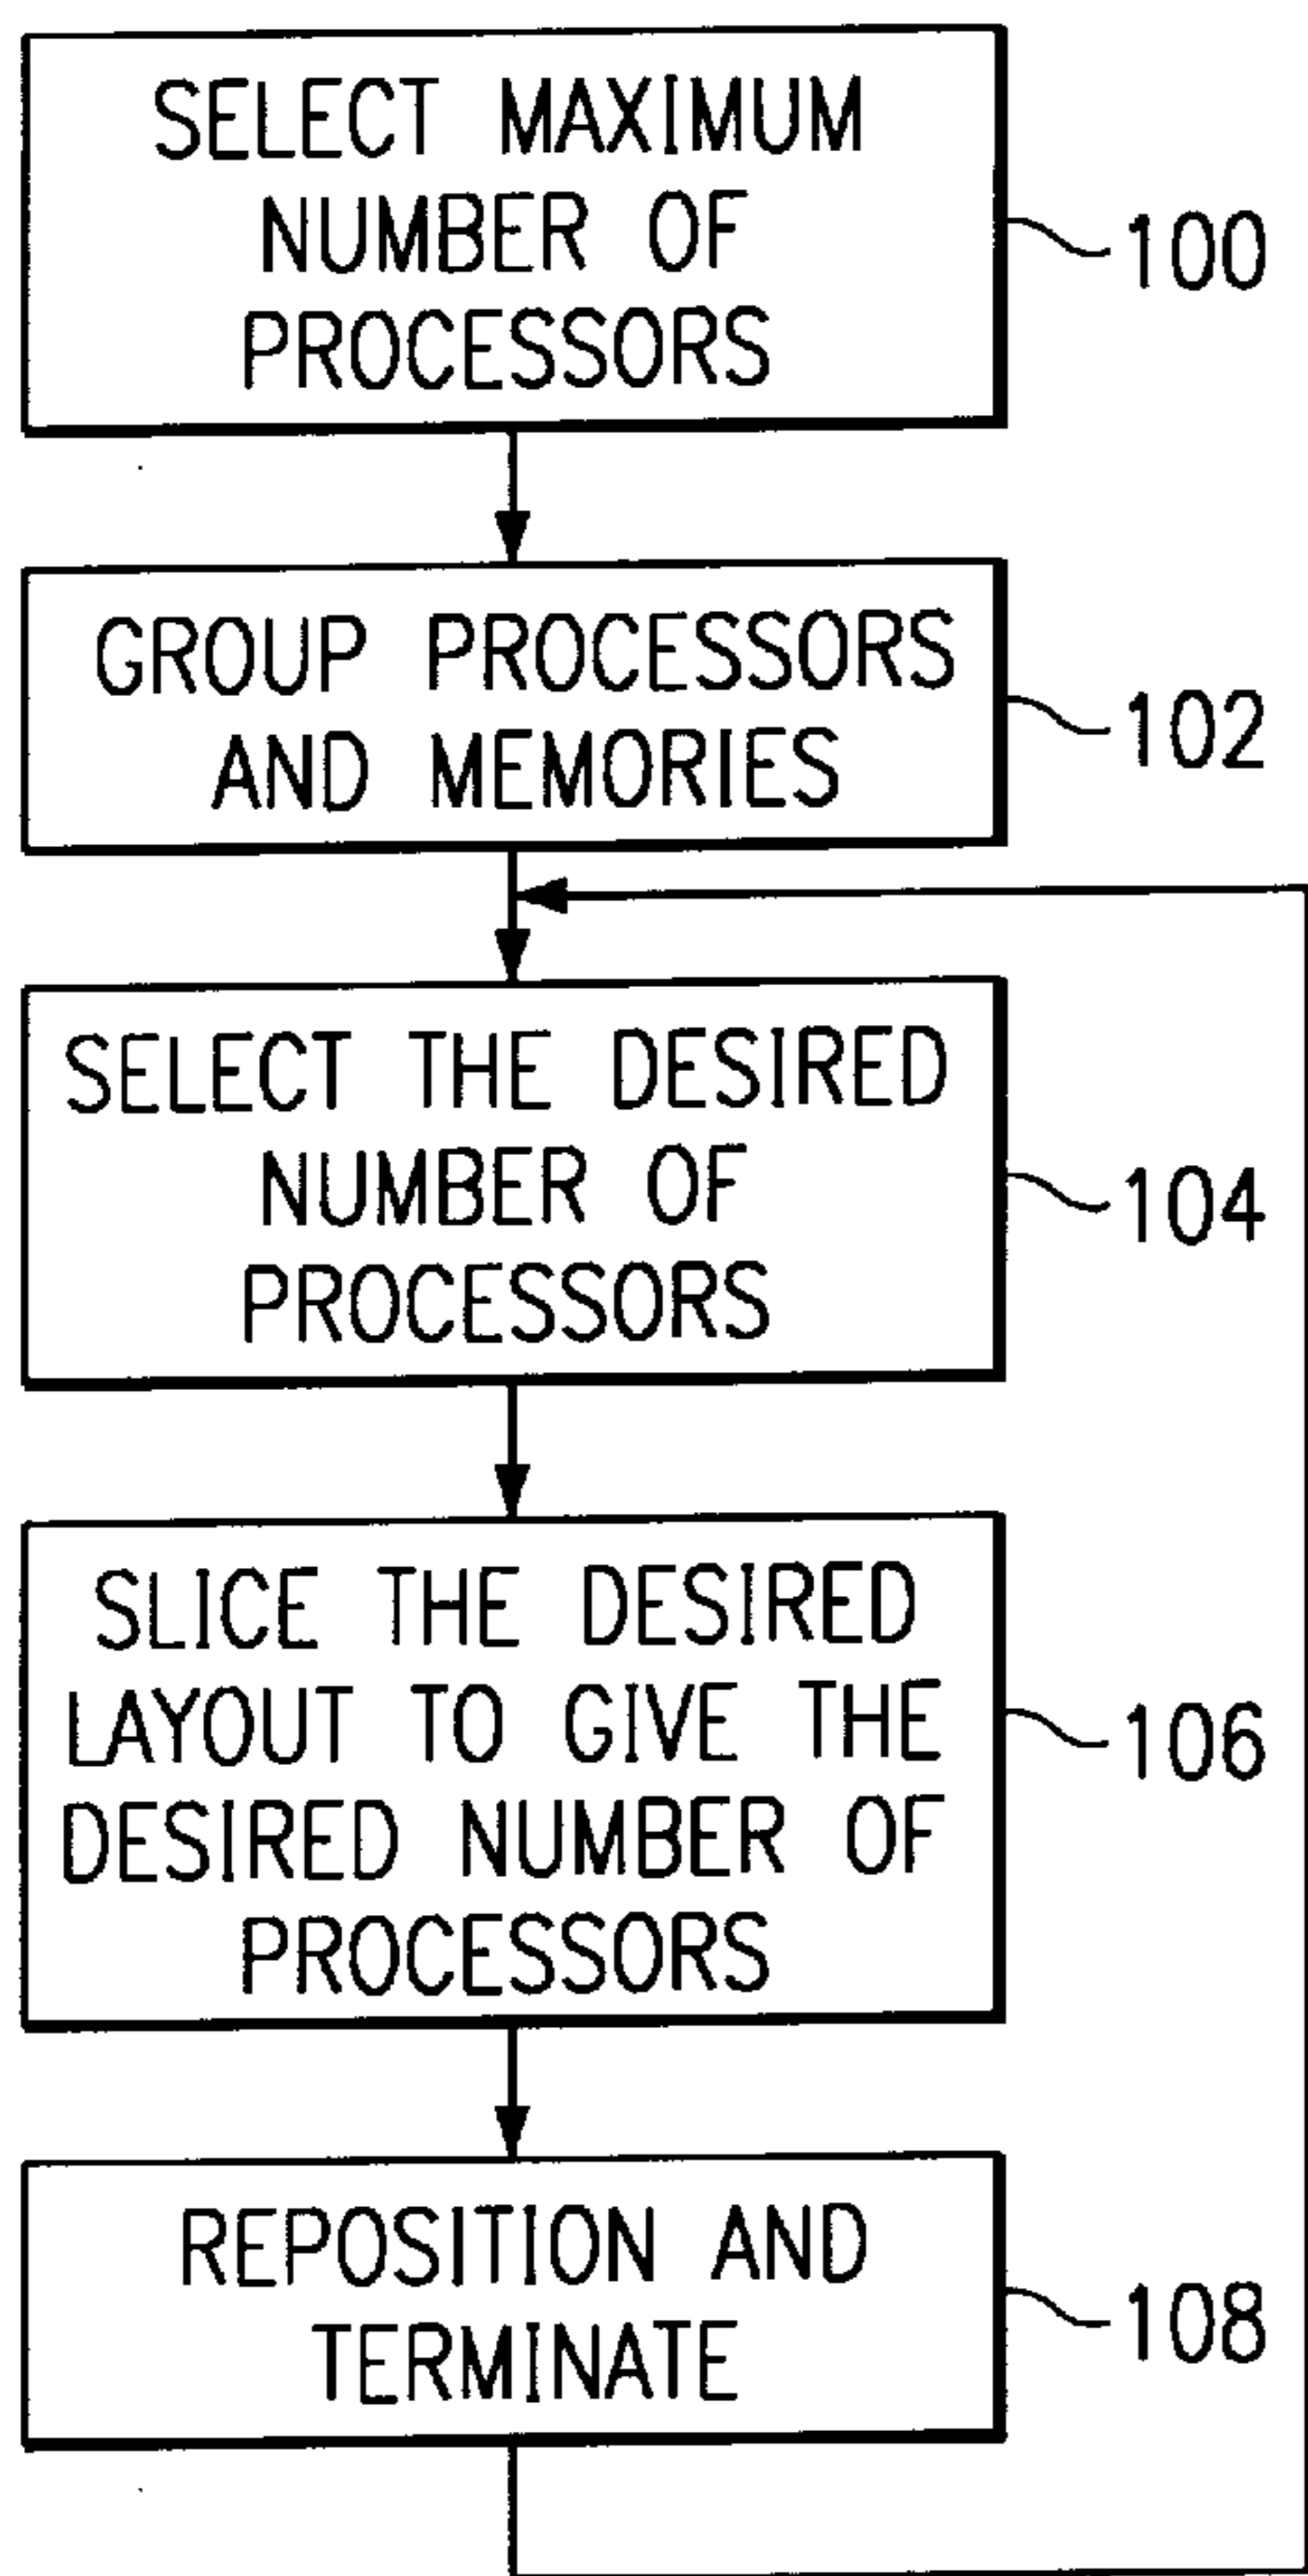 SELECT MAXIMUM
NUMBER OF
PROCESSORS
100
GROUP PROCESSORS
AND MEMORIES
102
SELECT THE DESIRED
NUMBER OF
PROCESSORS
104
SLICE THE DESIRED
LAYOUT TO GIVE THE
DESIRED NUMBER OF
PROCESSORS
106
REPOSITION AND
TERMINATE
108